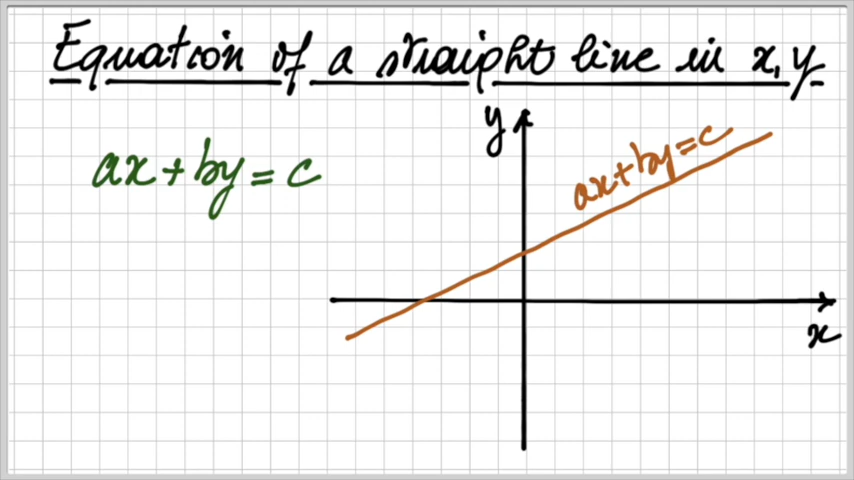 Equation of a straight line in x, y
ax + by = c
y
ax + by = c
x